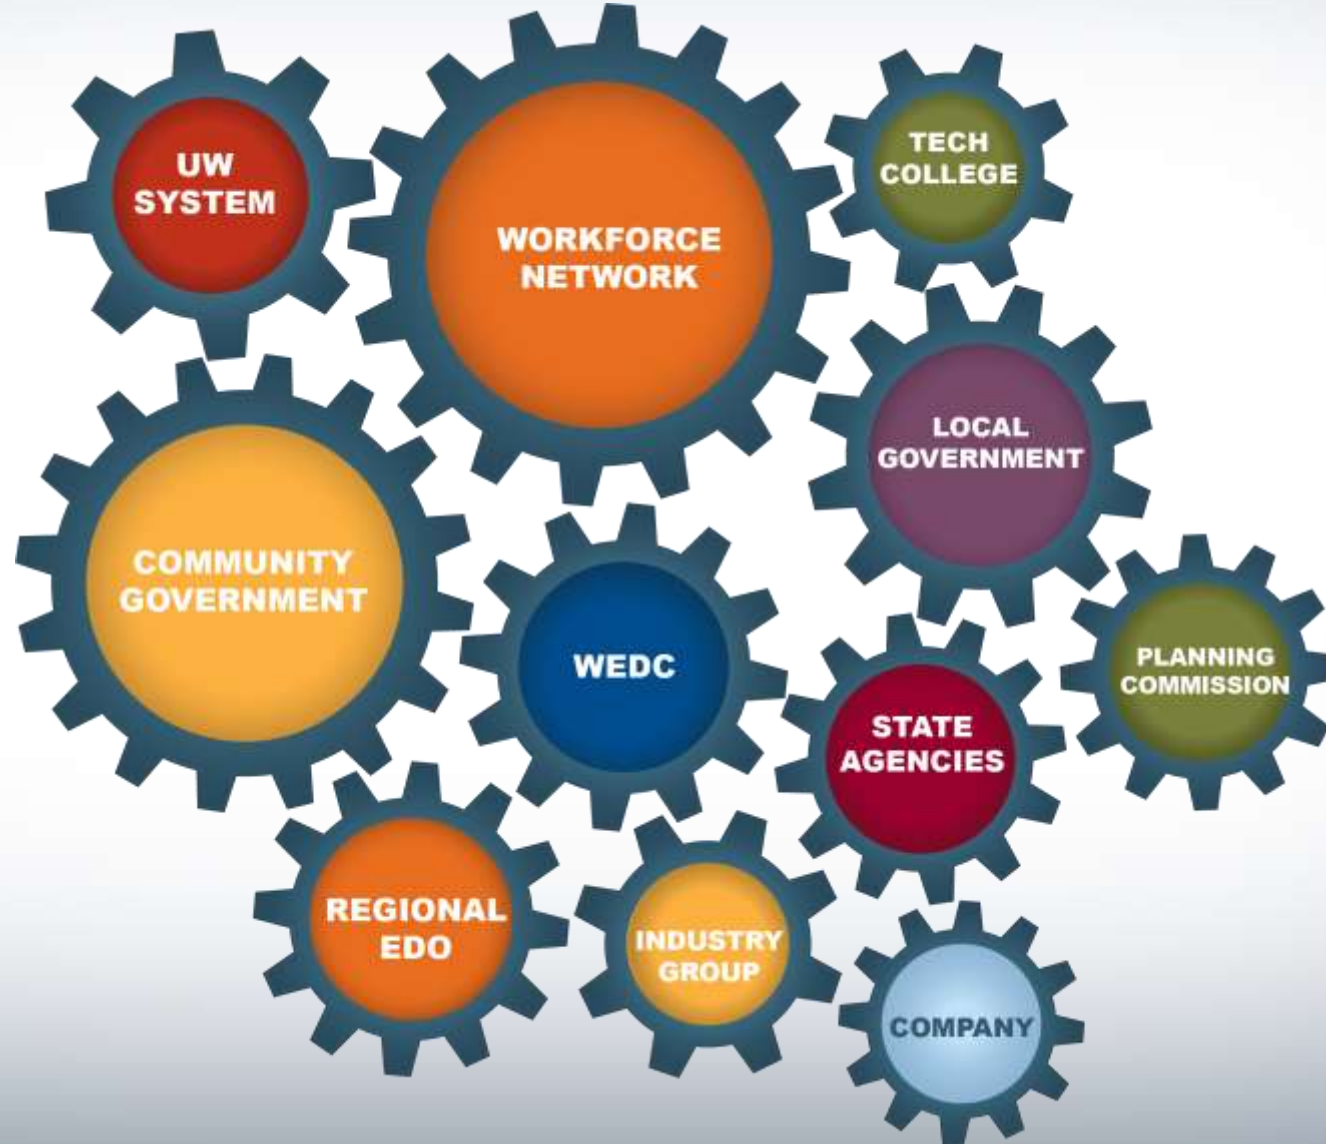 UW
SYSTEM
WORKFORCE
NETWORK
TECH
COLLEGE
LOCAL
GOVERNMENT
COMMUNITY
GOVERNMENT
WEDC
PLANNING
COMMISSION
STATE
AGENCIES
REGIONAL
EDO
INDUSTRY
GROUP
COMPANY